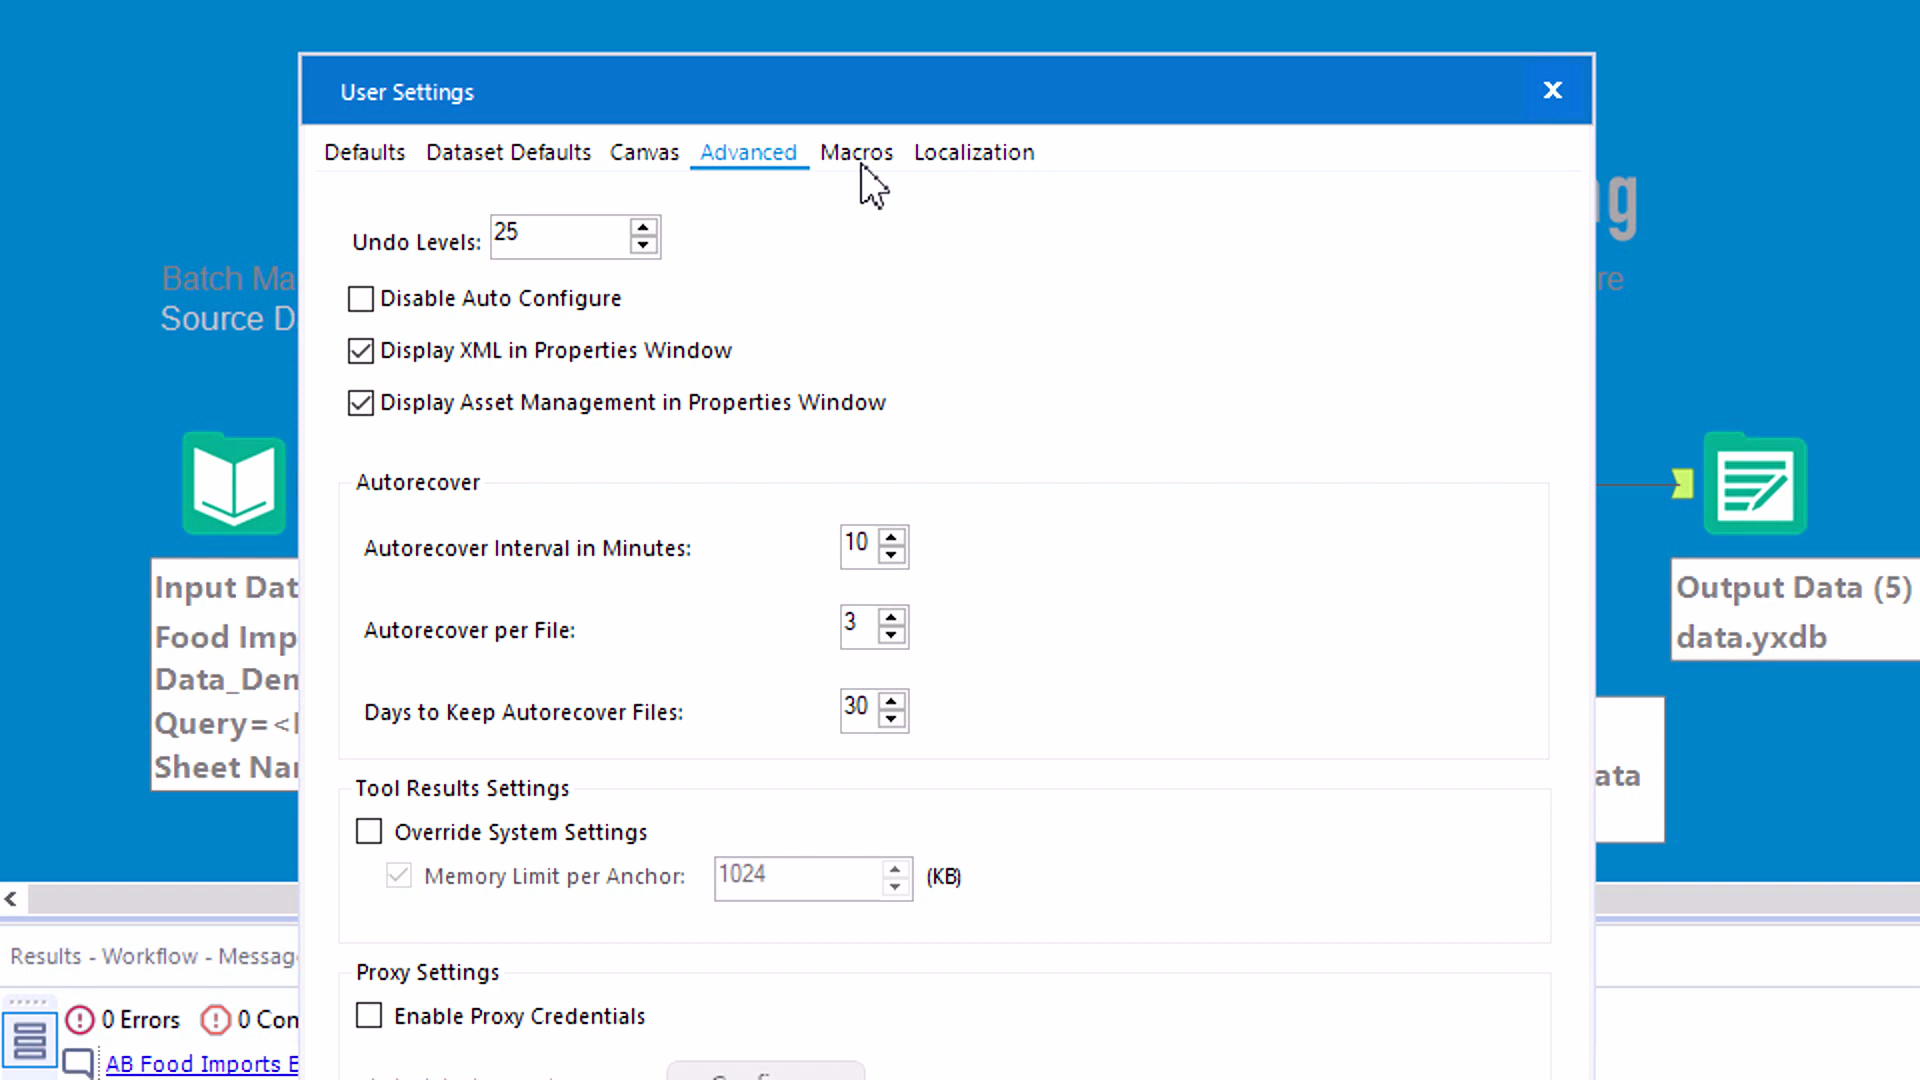 User Settings
Defaults Dataset Defaults Canvas Advanced Macros Localization
Undo Levels: 25
Disable Auto Configure
Display XML in Properties Window
Display Asset Management in Properties Window
Autorecover
Autorecover Interval in Minutes: 10
Autorecover per File: 3
Days to Keep Autorecover Files: 30
Tool Results Settings
Override System Settings
Memory Limit per Anchor: 1024 (KB)
Proxy Settings
Enable Proxy Credentials
Batch Ma
Source D
Input Dat
Food Imp
Data_Den
Query=<
Sheet Nar
ng
re
Output Data (5)
data.yxdb
ata
Results - Workflow - Messag
0 Errors 0 Con
AB Food Imports E